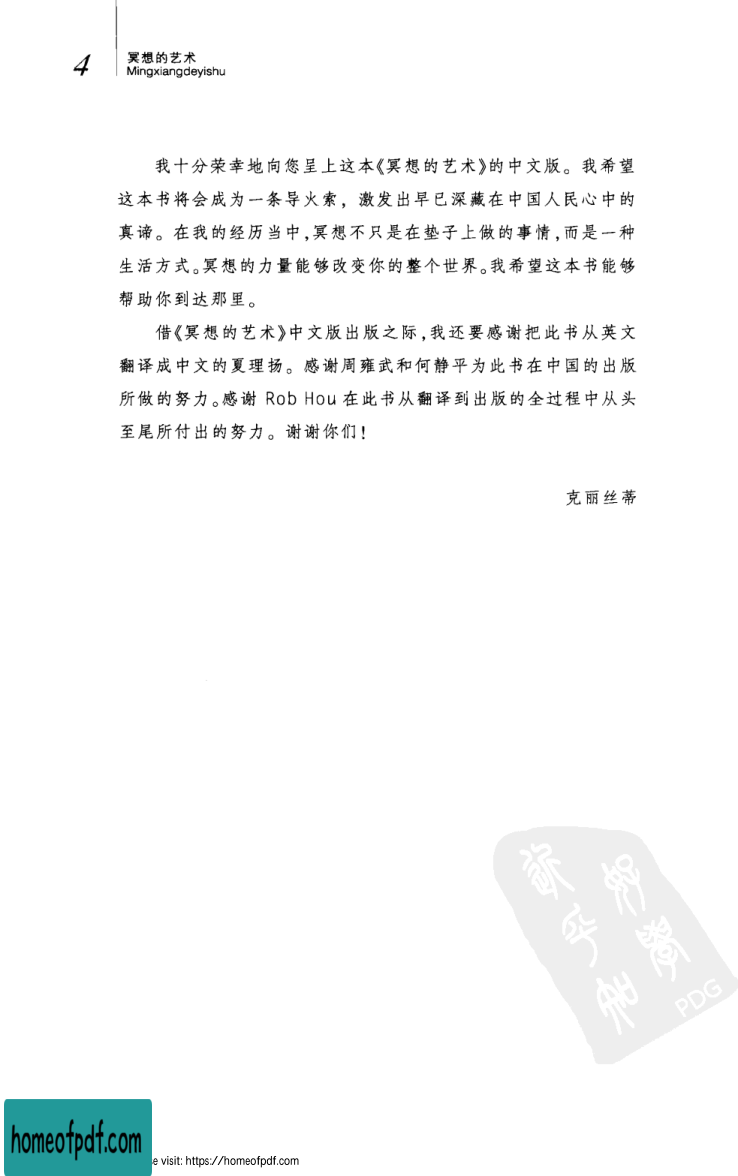 4
冥想的艺术
Mingxiangdeyishu
我十分荣幸地向您呈上这本《冥想的艺术》的中文版。我希望
这本书将会成为一条导火索，激发出早已深藏在中国人民心中的
真谛。在我的经历当中,冥想不只是在垫子上做的事情,而是一种
生活方式。冥想的力量能够改变你的整个世界。我希望这本书能够
帮助你到达那里。
借《冥想的艺术》中文版出版之际,我还要感谢把此书从英文
翻译成中文的夏理扬。感谢周雍武和何静平为此书在中国的出版
所做的努力。感谢 Rob Hou 在此书从翻译到出版的全过程中从头
至尾所付出的努力。谢谢你们!
克丽丝蒂
PDG
homeofpdf.com
visit: https://homeofpdf.com